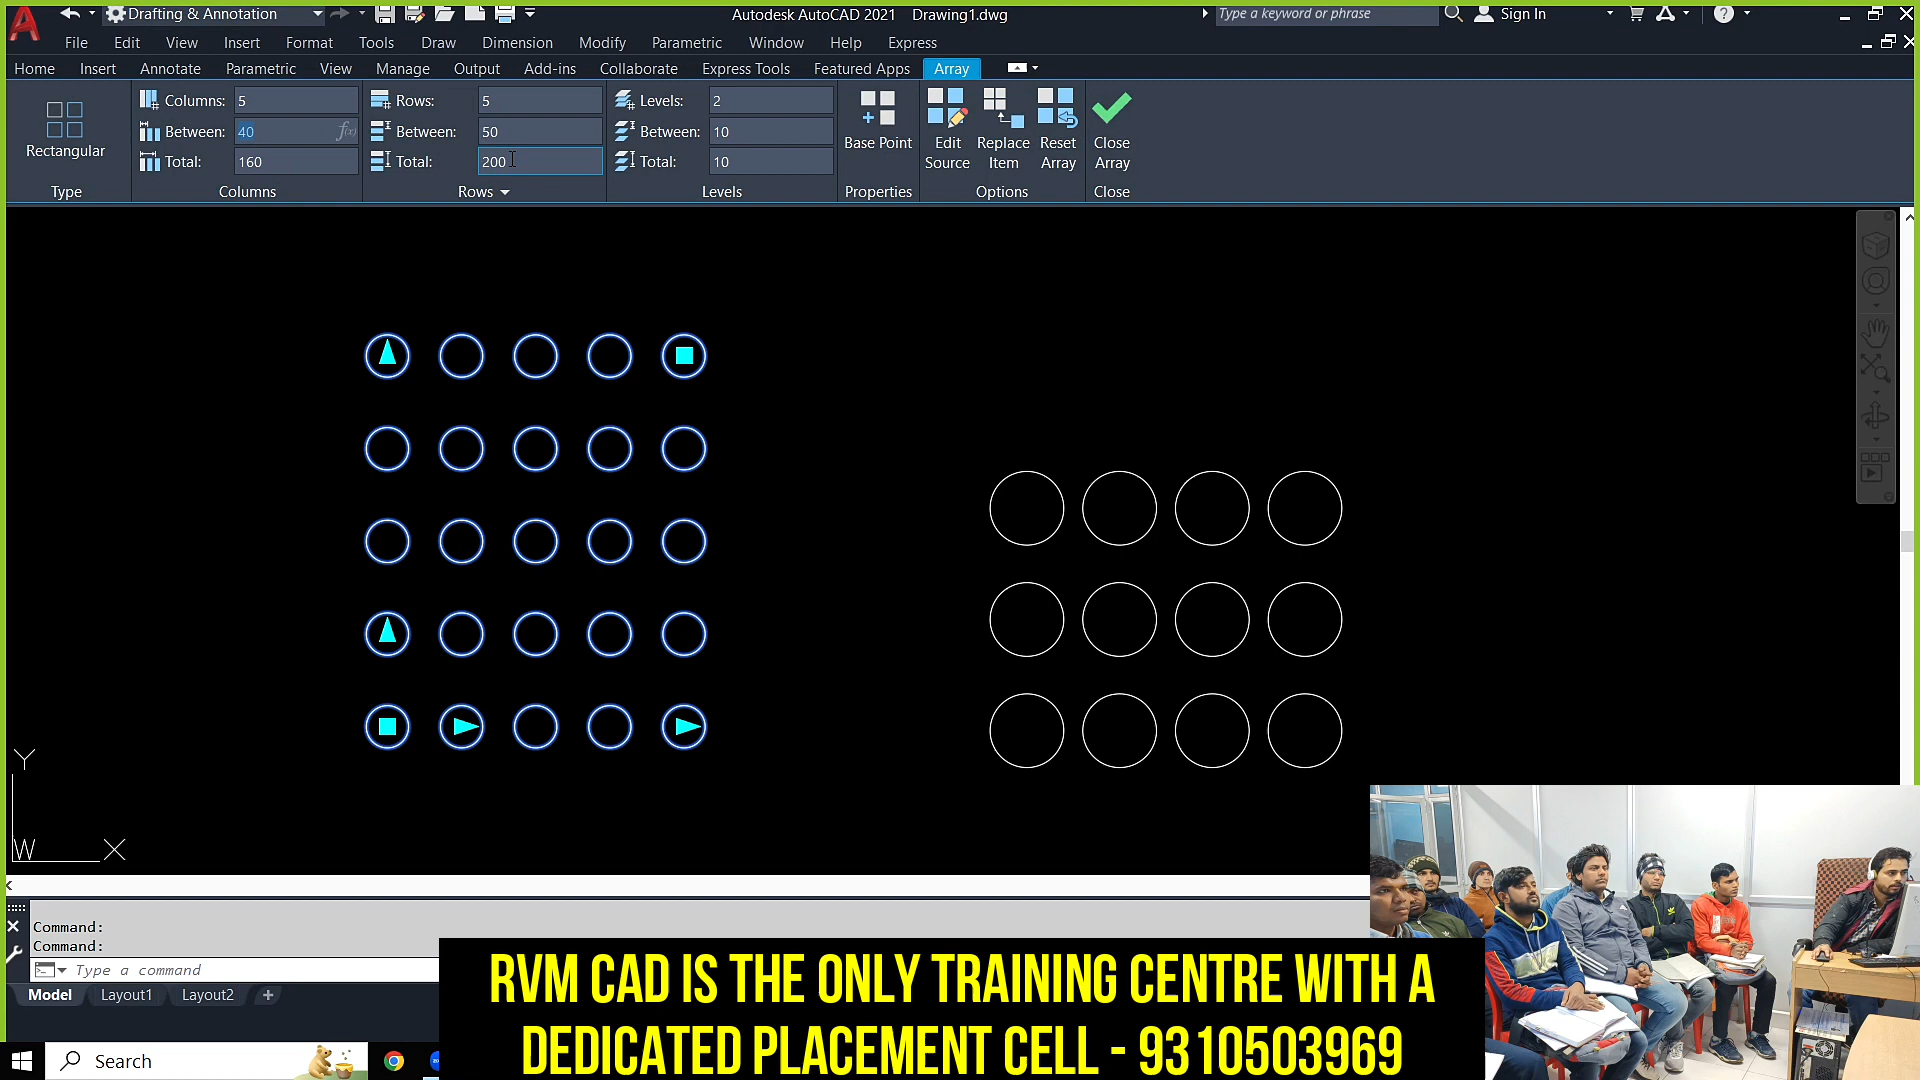 Drafting & Annotation
Autodesk AutoCAD 2021 Drawing1.dwg
Type a keyword or phrase
Sign In
File Edit View Insert Format Tools Draw Dimension Modify Parametric Window Help Express
Home Insert Annotate Parametric View Manage Output Add-ins Collaborate Express Tools Featured Apps Array
Columns: 5 Rows: 5 Levels: 2
Between: 40 Between: 50 Between: 10
Total: 160 Total: 200 Total: 10
Rectangular
Base Point
Edit Source
Replace Item
Reset Array
Close Array
Type Columns Rows Levels Properties Options Close
Y
W X
Command:
Command:
Type a command
Model Layout1 Layout2 +
RVM CAD IS THE ONLY TRAINING CENTRE WITH A
DEDICATED PLACEMENT CELL - 9310503969
Search